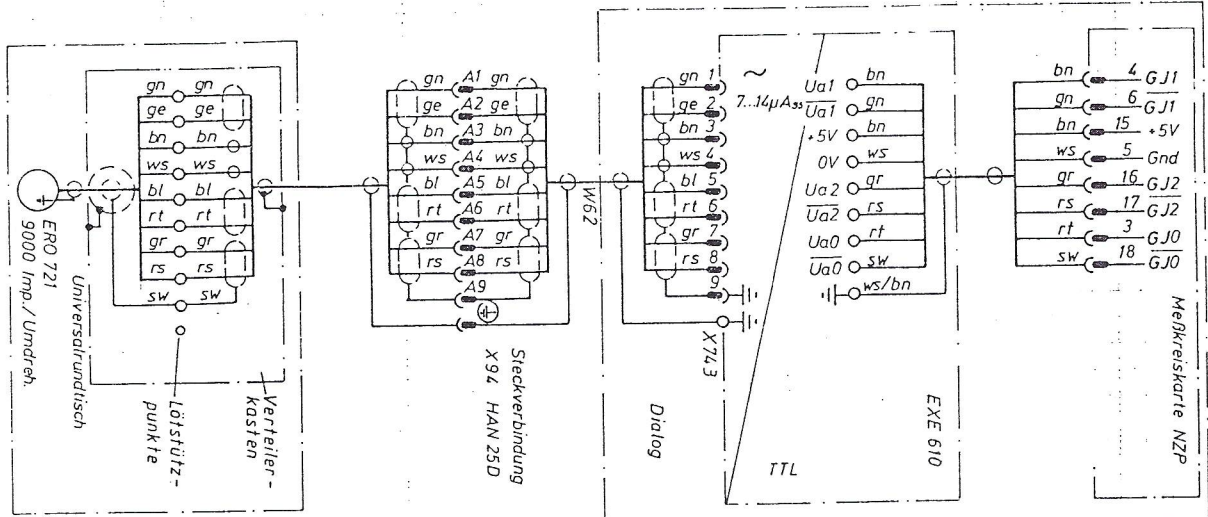 ERO 721
9000 Imp./Umdreh.
Universalrundtisch
gn gn
ge ge
bn bn
ws ws
bl bl
rt rt
gr gr
rs rs
sw sw
Verteiler-
kasten
Lötstütz-
punkte
gn A1 gn
ge A2 ge
bn A3 bn
ws A4 ws
bl A5 bl
rt A6 rt
gr A7 gr
rs A8 rs
A9
Steckverbindung
X94 HAN 25D
W62
gn 1
ge 2
bn 3
ws 4
bl 5
rt 6
gr 7
rs 8
9
X743
Dialog
~
7...14µAss
TTL
Ua1 bn
U̅a̅1̅ gn
+5V bn
0V ws
Ua2 gr
U̅a̅2̅ rs
Ua0 rt
U̅a̅0̅ sw
ws/bn
EXE 610
bn 4 GJ1
gn 6 G̅J̅1̅
bn 15 +5V
ws 5 Gnd
gr 16 GJ2
rs 17 G̅J̅2̅
rt 3 GJ0
sw 18 G̅J̅0̅
Meßkreiskarte NZP